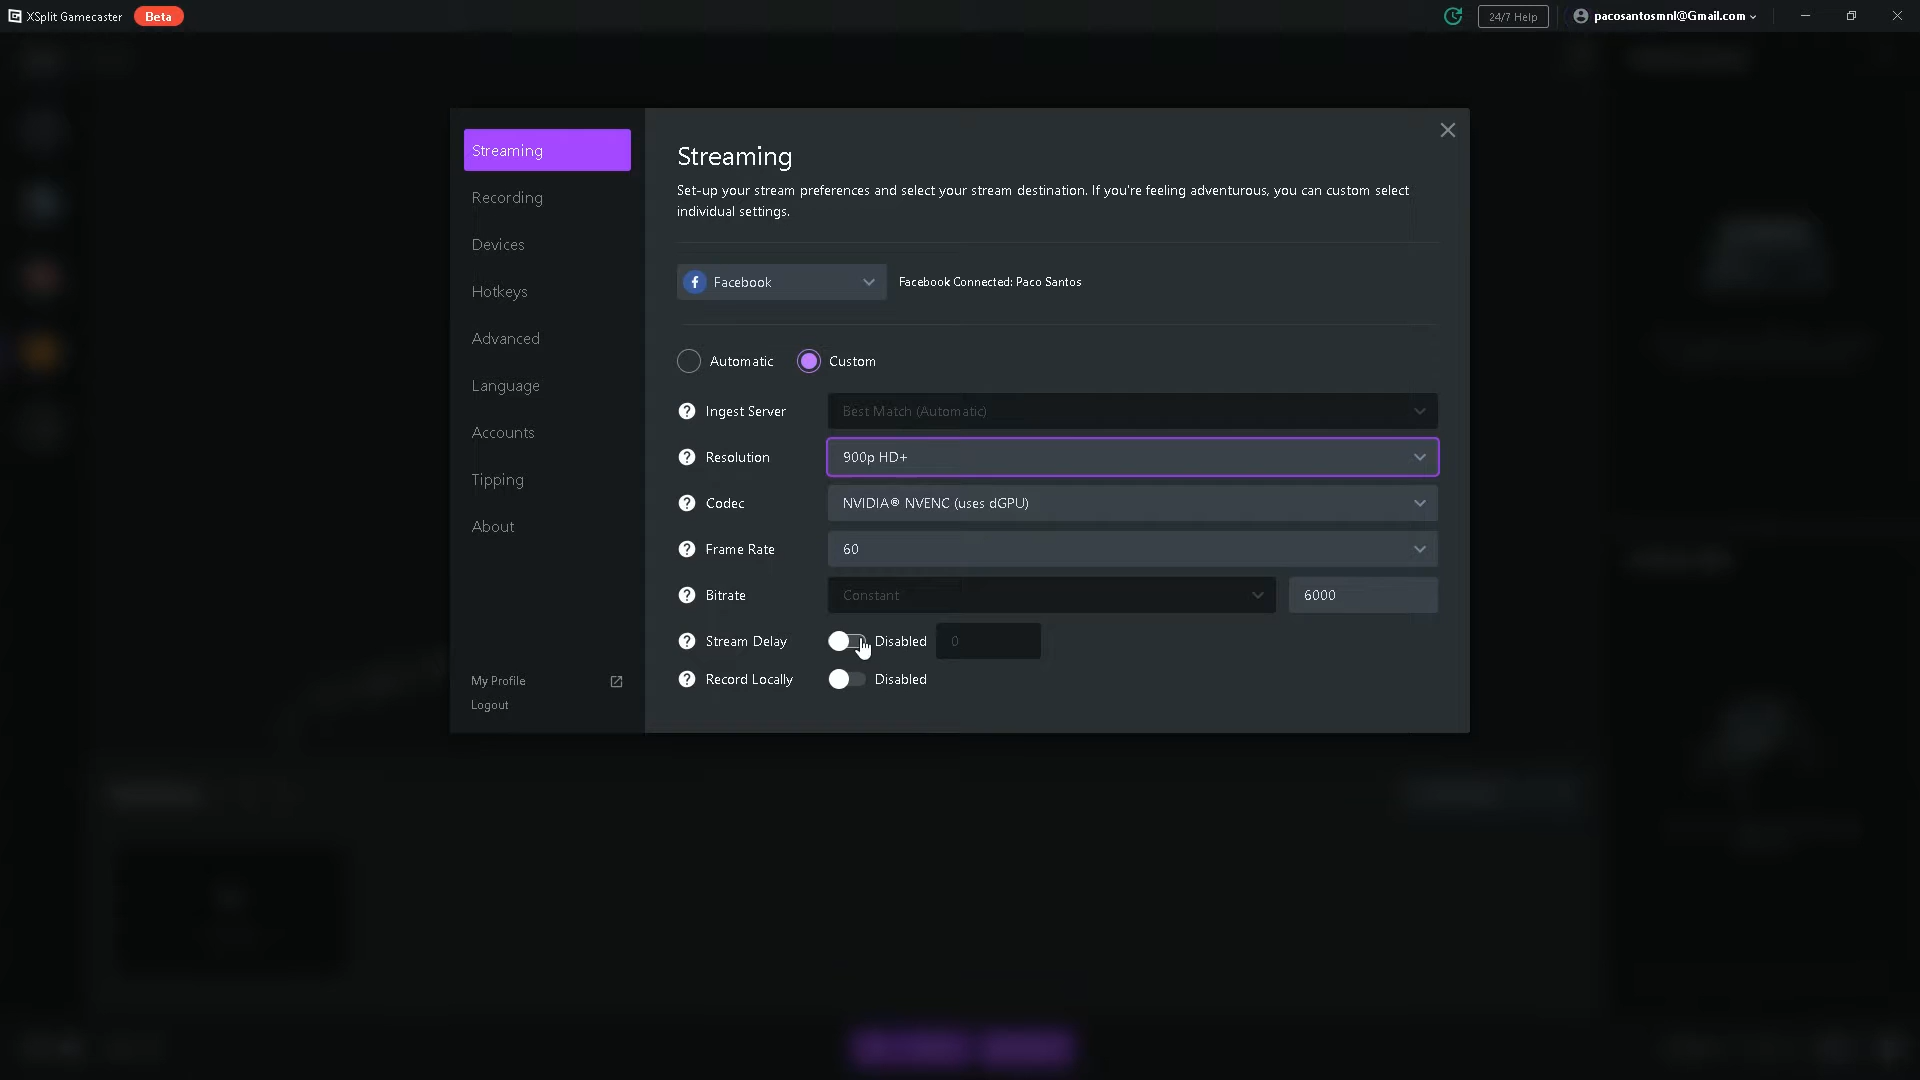 XSplit Gamecaster Beta 24/7 Help pacosantosmnl@Gmail.com
Streaming
Recording
Devices
Hotkeys
Advanced
Language
Accounts
Tipping
About
My Profile
Logout
Streaming
Set-up your stream preferences and select your stream destination. If you're feeling adventurous, you can custom select
individual settings.
Facebook Facebook Connected: Paco Santos
Automatic Custom
Ingest Server Best Match (Automatic)
Resolution 900p HD+
Codec NVIDIA® NVENC (uses dGPU)
Frame Rate 60
Bitrate Constant 6000
Stream Delay Disabled 0
Record Locally Disabled